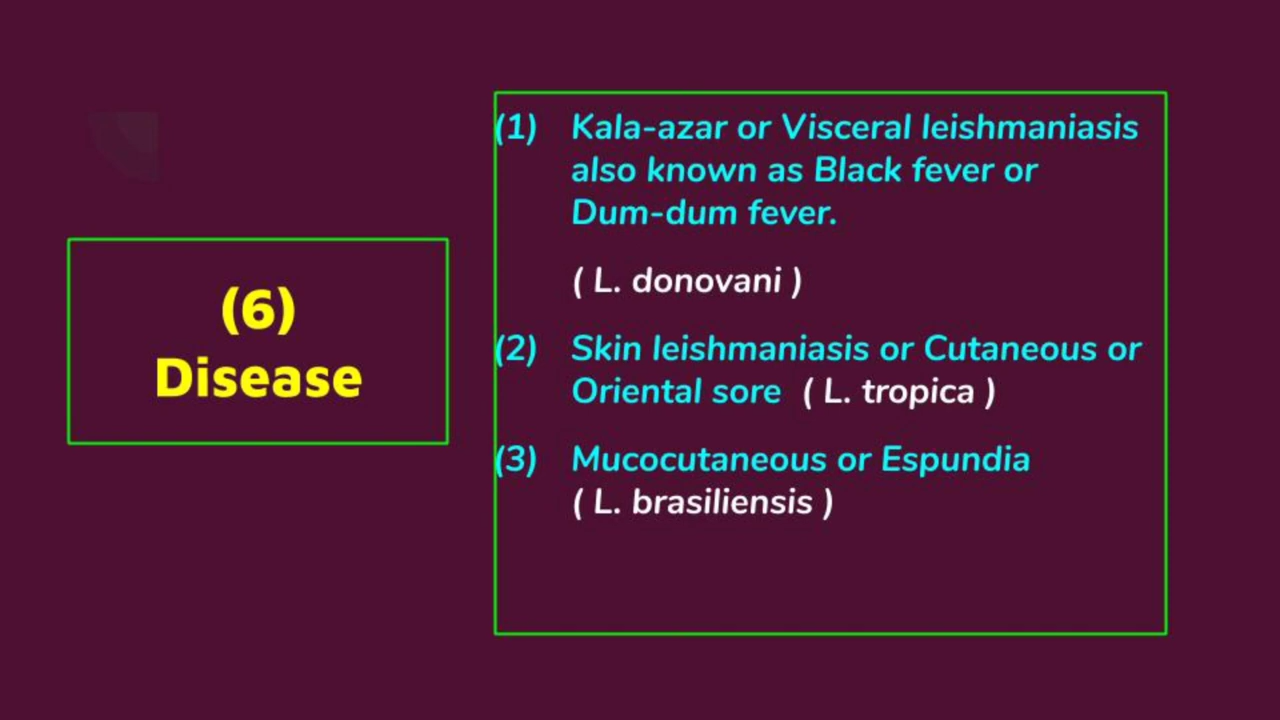 (6)
Disease
(1) Kala-azar or Visceral leishmaniasis
also known as Black fever or
Dum-dum fever.
( L. donovani )
(2) Skin leishmaniasis or Cutaneous or
Oriental sore ( L. tropica )
(3) Mucocutaneous or Espundia
( L. brasiliensis )